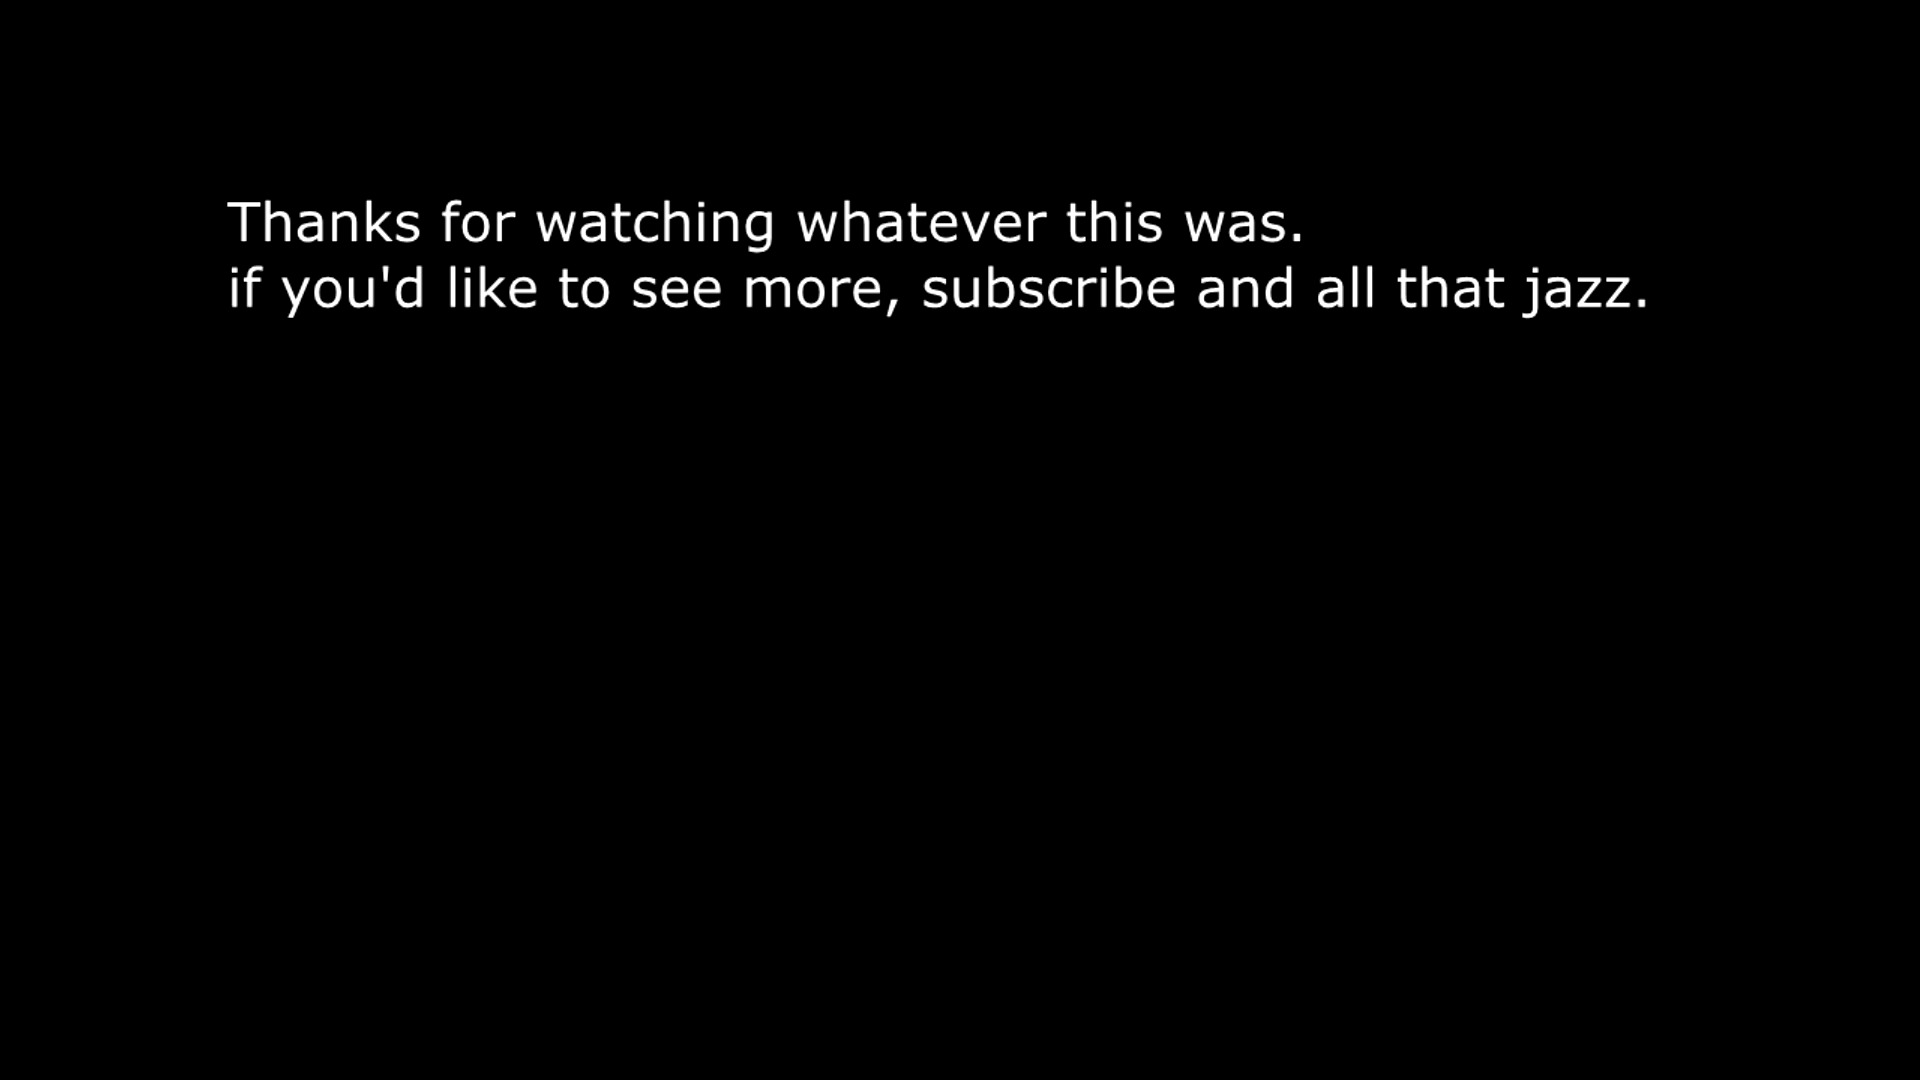 Thanks for watching whatever this was.
if you'd like to see more, subscribe and all that jazz.